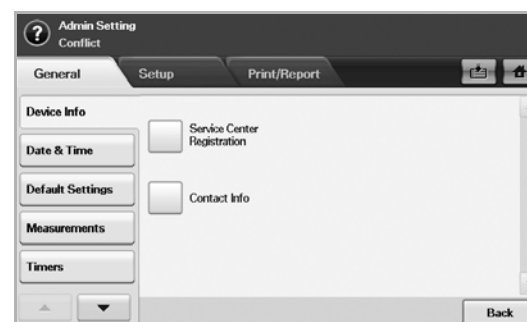 ?
Admin Setting
Conflict
General
Setup
Print/Report
Device Info
Date & Time
Default Settings
Measurements
Timers
Service Center
Registration
Contact Info
Back